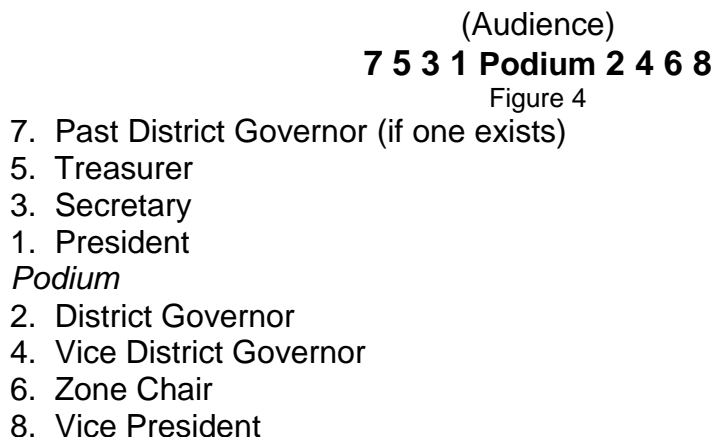 (Audience)
7 5 3 1 Podium 2 4 6 8
Figure 4
7. Past District Governor (if one exists)
5. Treasurer
3. Secretary
1. President
Podium
2. District Governor
4. Vice District Governor
6. Zone Chair
8. Vice President